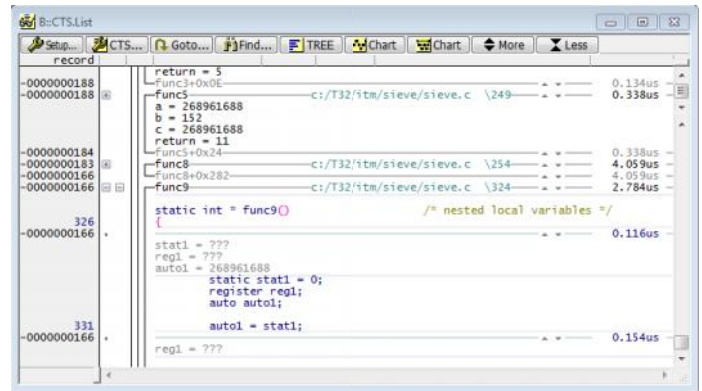 B::CTS.List
Setup... CTS... Goto... Find... TREE Chart Chart More Less
record
return = 5
-0000000188 func3+0x0E 0.134us
-0000000188 func5 c:/T32/itm/sieve/sieve.c \249 0.338us
a = 268961688
b = 152
c = 268961688
return = 11
-0000000184 func5+0x24 0.338us
-0000000183 func8 c:/T32/itm/sieve/sieve.c \254 4.059us
-0000000166 func8+0x282 4.059us
-0000000166 func9 c:/T32/itm/sieve/sieve.c \324 2.784us
static int * func9() /* nested local variables */
326 {
-0000000166 0.116us
stat1 = ???
reg1 = ???
auto1 = 268961688
static stat1 = 0;
register reg1;
auto auto1;
331 auto1 = stat1;
-0000000166 0.154us
reg1 = ???